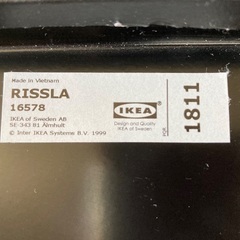 Made in Vietnam
RISSLA
16578
IKEA of Sweden AB
SE-343 81 Älmhult
© Inter IKEA Systems B.V. 1999
IKEA
Design and Quality
IKEA of Sweden
1811